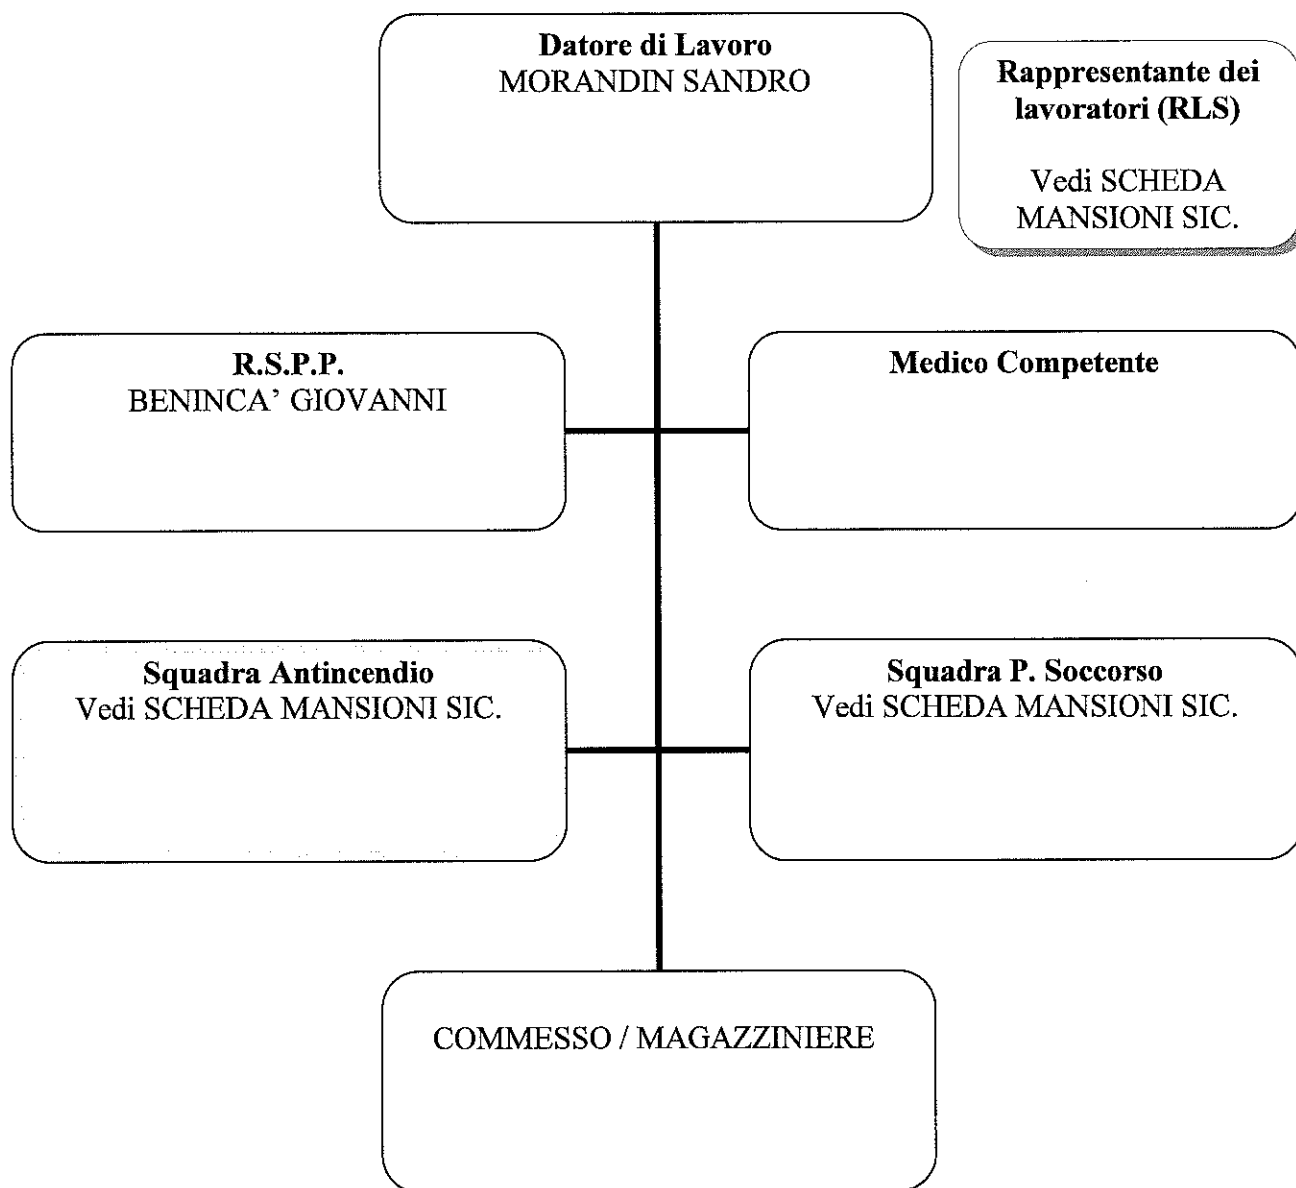 Datore di Lavoro
MORANDIN SANDRO
Rappresentante dei
lavoratori (RLS)
Vedi SCHEDA
MANSIONI SIC.
R.S.P.P.
BENINCA’ GIOVANNI
Medico Competente
Squadra Antincendio
Vedi SCHEDA MANSIONI SIC.
Squadra P. Soccorso
Vedi SCHEDA MANSIONI SIC.
COMMESSO / MAGAZZINIERE